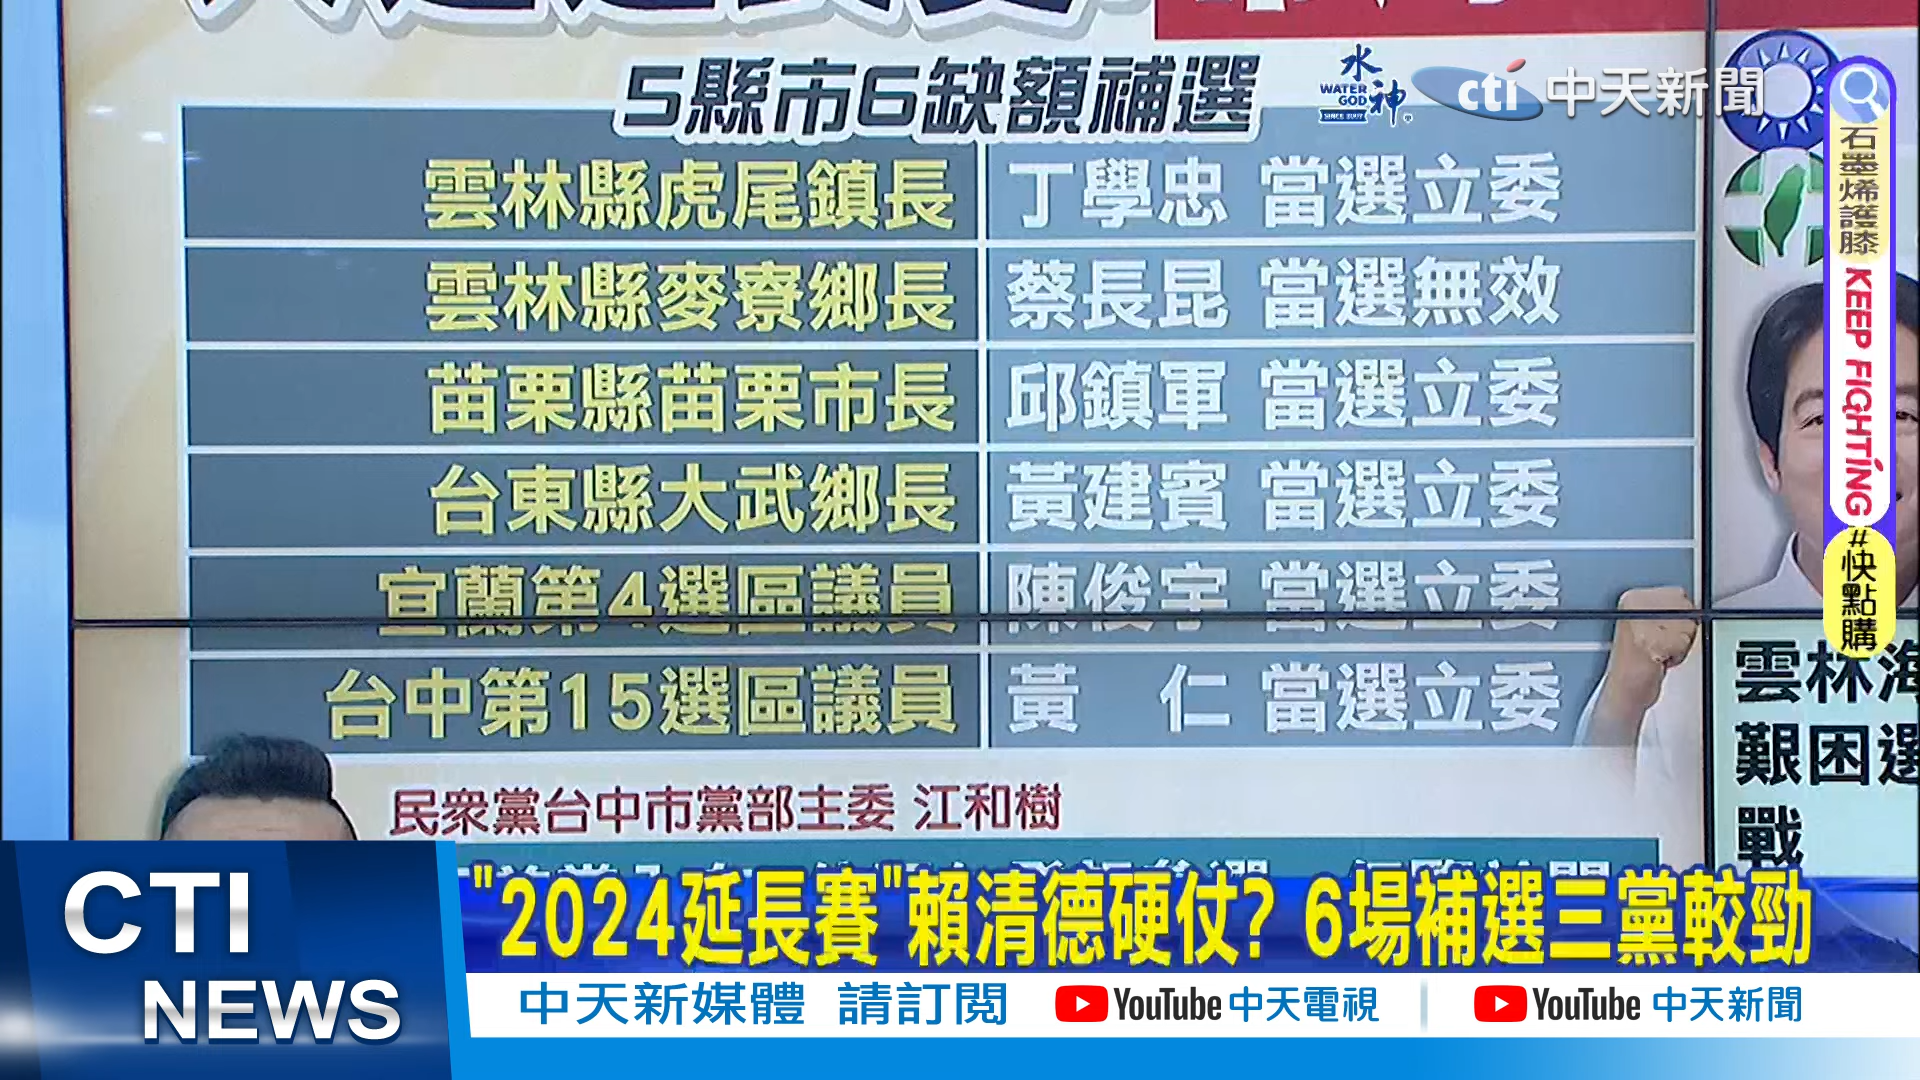 5縣市6缺額補選
水神
WATER GOD
SINCE 2007
cti 中天新聞
雲林縣虎尾鎮長 丁學忠 當選立委
雲林縣麥寮鄉長 蔡長昆 當選無效
苗栗縣苗栗市長 邱鎮軍 當選立委
台東縣大武鄉長 黃建賓 當選立委
宜蘭第4選區議員 陳俊宇 當選立委
台中第15選區議員 黃 仁 當選立委
民眾黨台中市黨部主委 江和樹
石墨烯護膝
KEEP FIGHTING
#快點購
雲林海
艱困選
戰
CTI NEWS
"2024延長賽"賴清德硬仗? 6場補選三黨較勁
中天新媒體 請訂閱 YouTube 中天電視 | YouTube 中天新聞